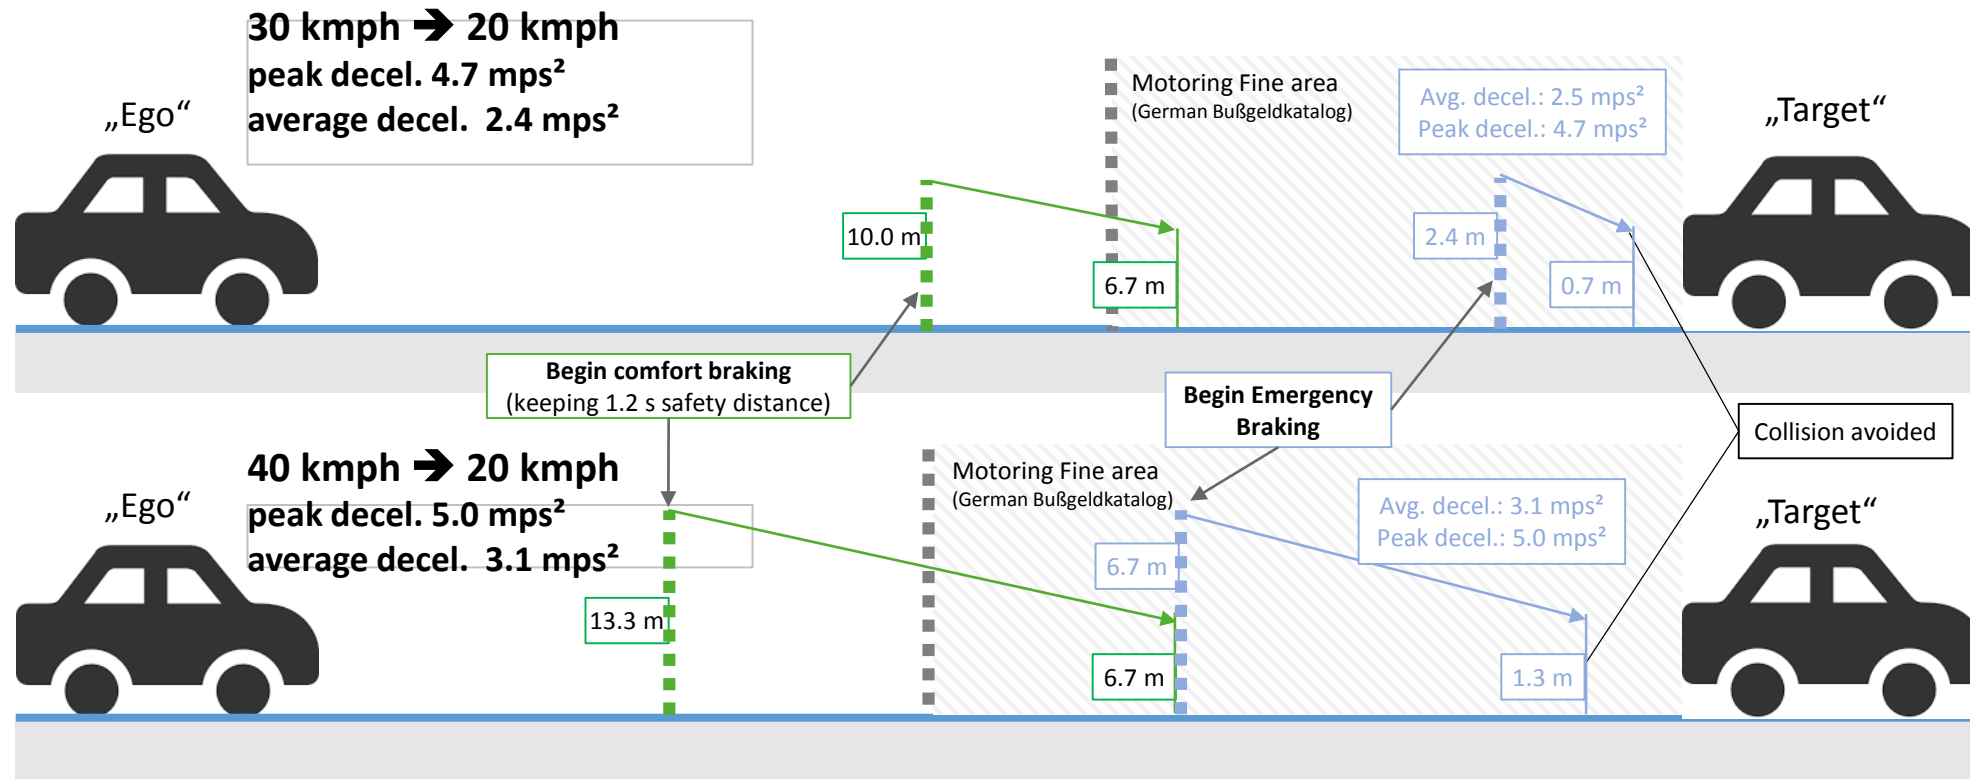 30 kmph ➔ 20 kmph
peak decel. 4.7 mps²
average decel.  2.4 mps²
„Ego“
Motoring Fine area
(German Bußgeldkatalog)
Avg. decel.: 2.5 mps²
Peak decel.: 4.7 mps²
„Target“
10.0 m
6.7 m
2.4 m
0.7 m
Begin comfort braking
(keeping 1.2 s safety distance)
Begin Emergency
Braking
Collision avoided
40 kmph ➔ 20 kmph
peak decel. 5.0 mps²
average decel.  3.1 mps²
„Ego“
Motoring Fine area
(German Bußgeldkatalog)
Avg. decel.: 3.1 mps²
Peak decel.: 5.0 mps²
„Target“
13.3 m
6.7 m
6.7 m
1.3 m